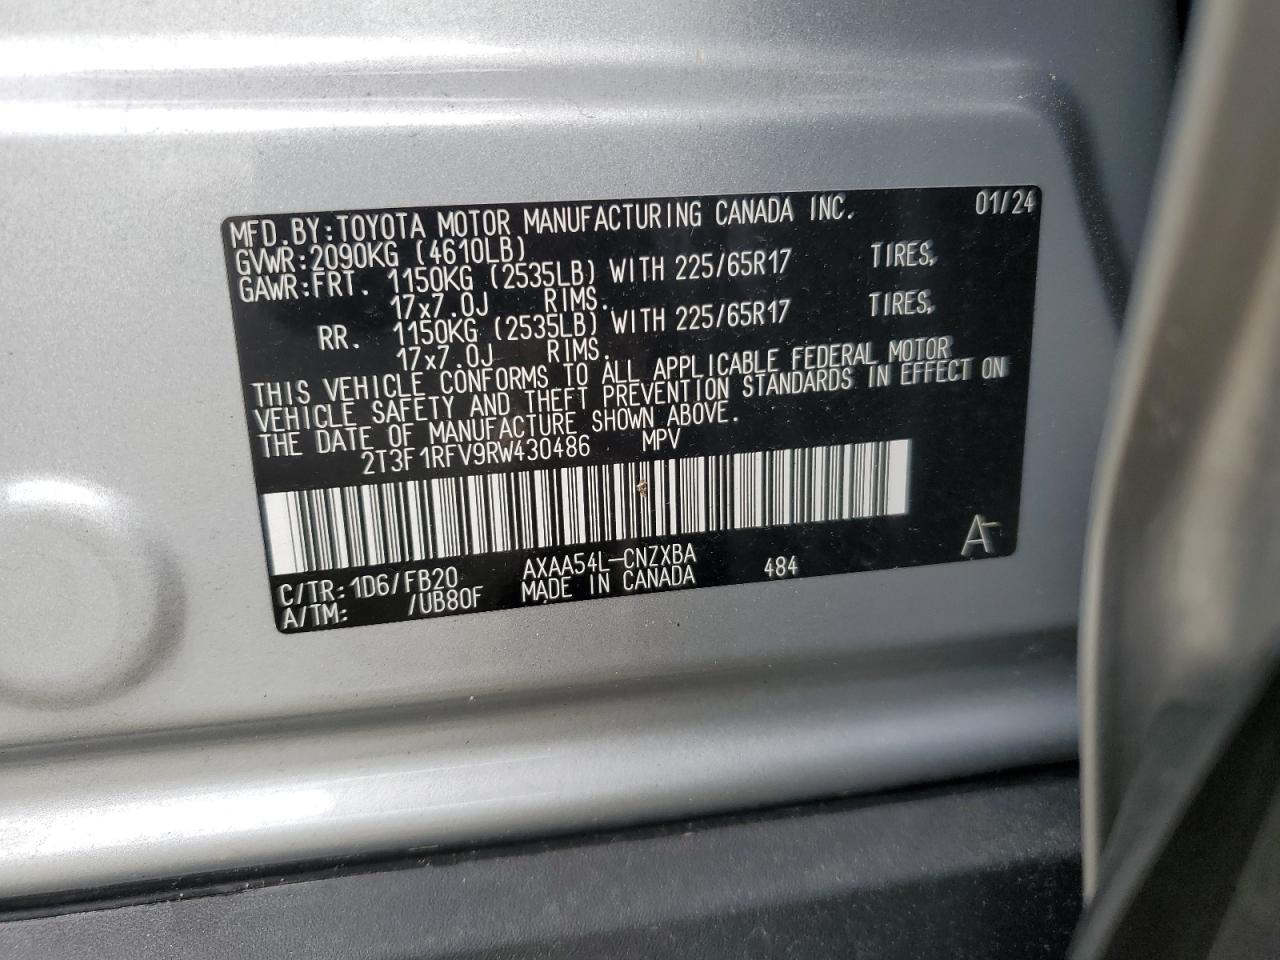 MFD.BY:TOYOTA MOTOR MANUFACTURING CANADA INC. 01/24
GVWR:2090KG (4610LB)
GAWR:FRT. 1150KG (2535LB) WITH 225/65R17 TIRES,
17x7.0J RIMS.
RR. 1150KG (2535LB) WITH 225/65R17 TIRES,
17x7.0J RIMS.
THIS VEHICLE CONFORMS TO ALL APPLICABLE FEDERAL MOTOR
VEHICLE SAFETY AND THEFT PREVENTION STANDARDS IN EFFECT ON
THE DATE OF MANUFACTURE SHOWN ABOVE.
2T3F1RFV9RW430486 MPV
C/TR:1D6/FB20 AXAA54L-CNZXBA 484
A/TM: /UB80F MADE IN CANADA
A-